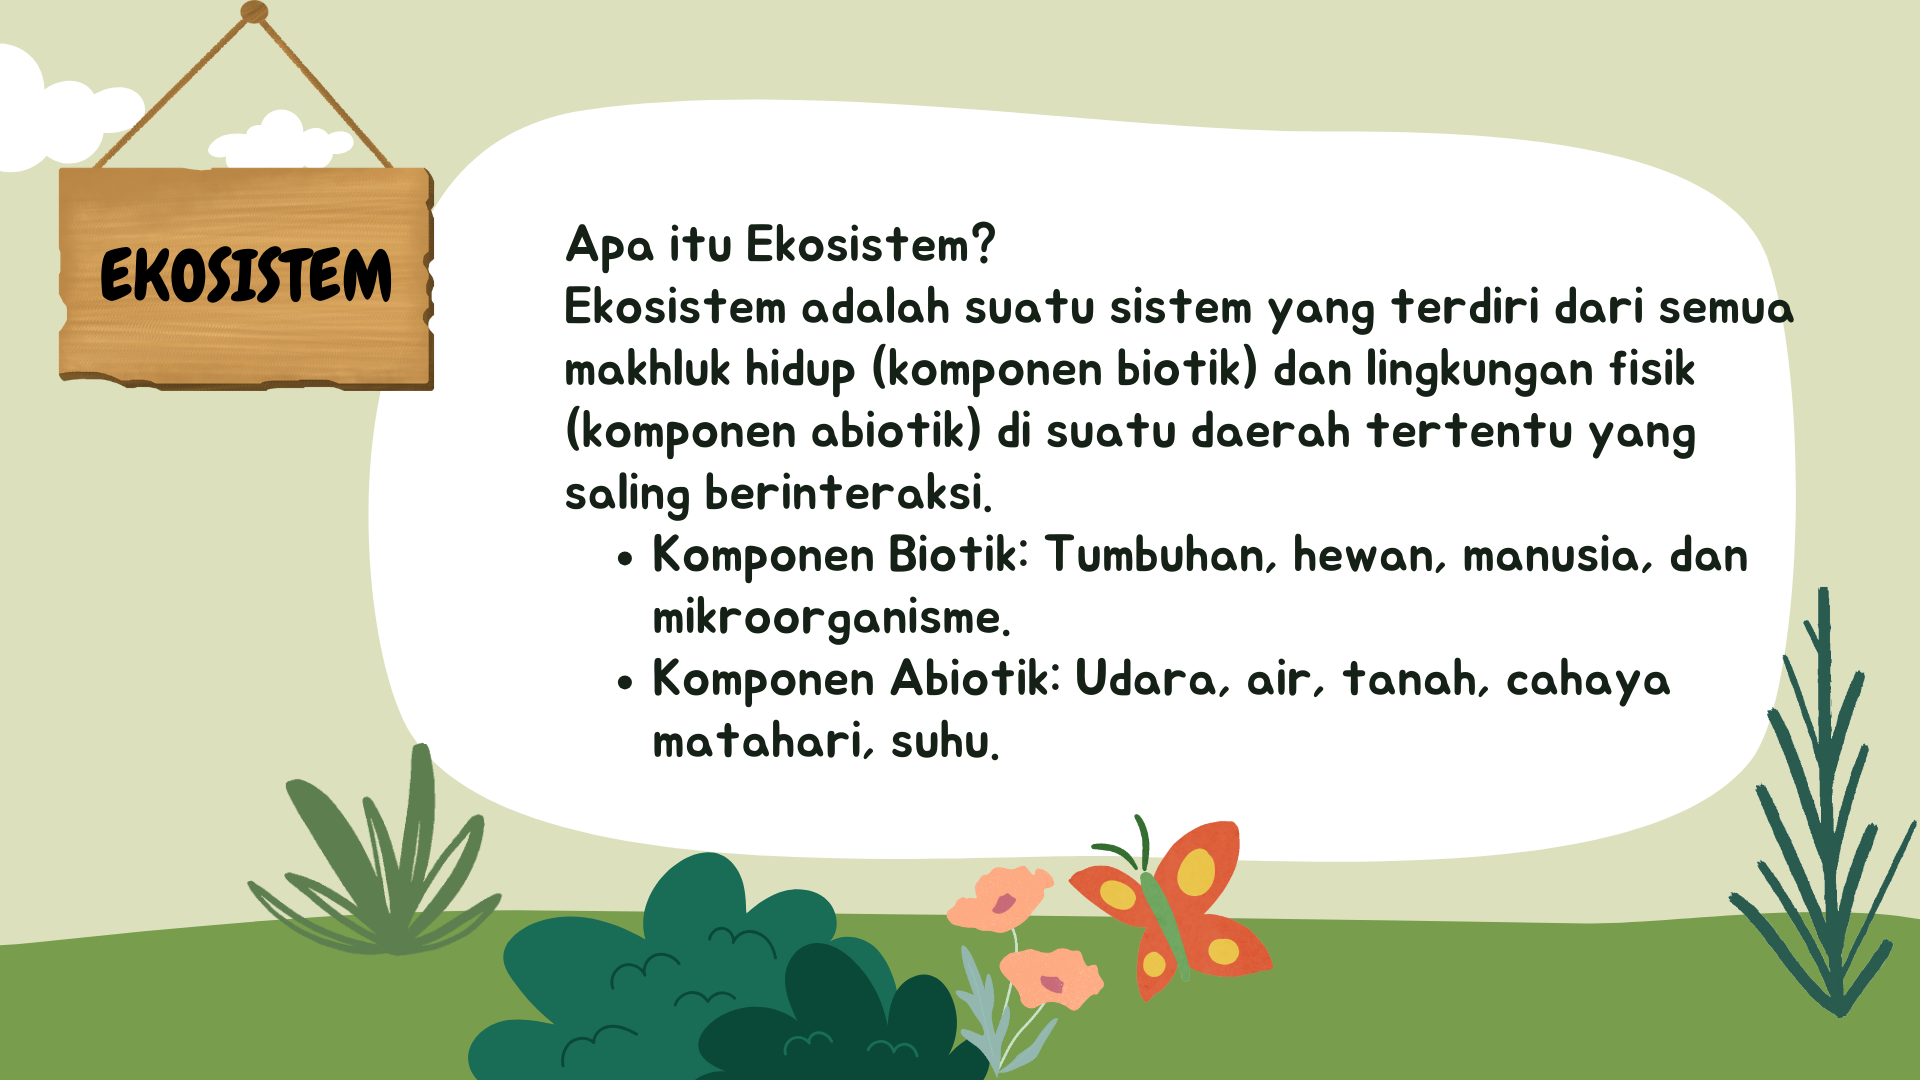 EKOSISTEM
Apa itu Ekosistem?
Ekosistem adalah suatu sistem yang terdiri dari semua
makhluk hidup (komponen biotik) dan lingkungan fisik
(komponen abiotik) di suatu daerah tertentu yang
saling berinteraksi.
• Komponen Biotik: Tumbuhan, hewan, manusia, dan
mikroorganisme.
• Komponen Abiotik: Udara, air, tanah, cahaya
matahari, suhu.